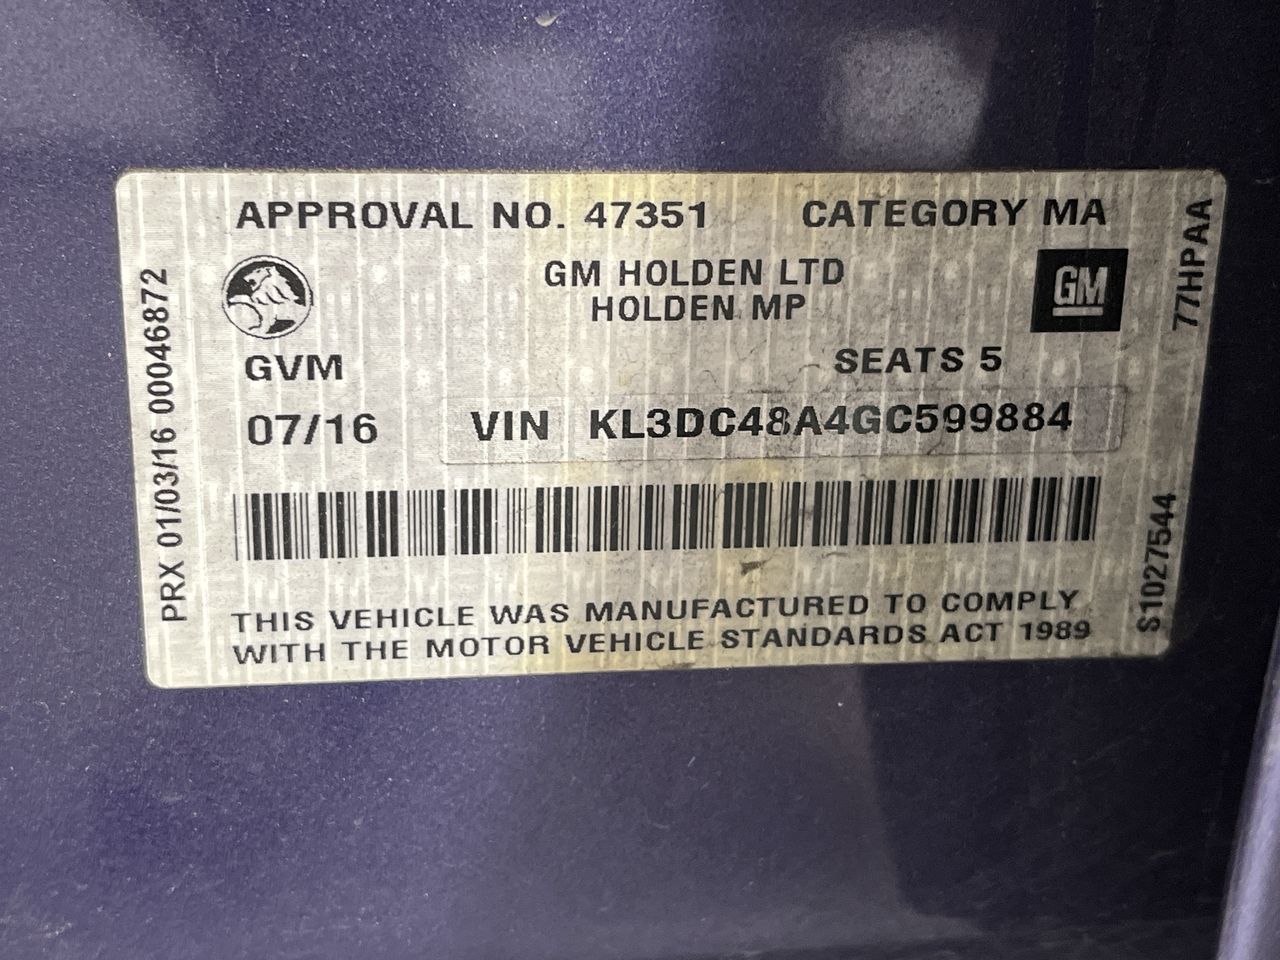 APPROVAL NO. 47351 CATEGORY MA
GM HOLDEN LTD
HOLDEN MP
GM
GVM SEATS 5
07/16 VIN KL3DC48A4GC599884
THIS VEHICLE WAS MANUFACTURED TO COMPLY
WITH THE MOTOR VEHICLE STANDARDS ACT 1989
PRX 01/03/16 00046872
77HPAA
S1027544